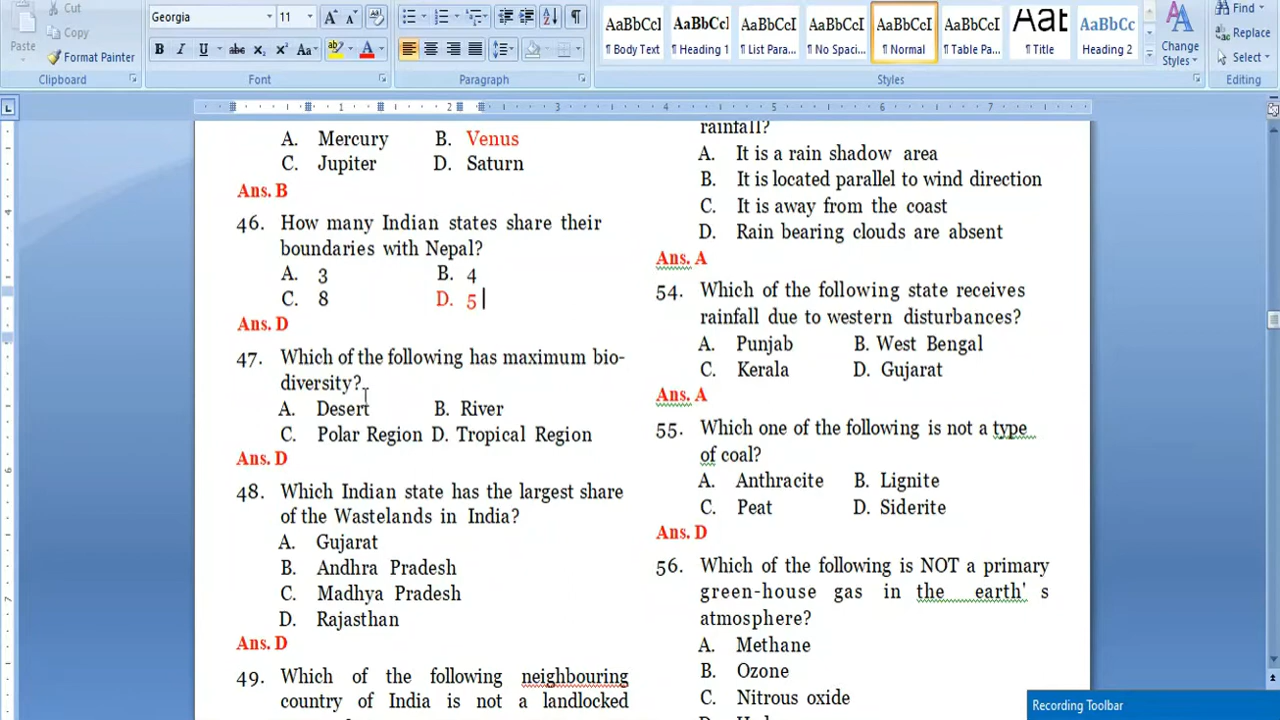 Cut
Copy
Paste
Format Painter
Clipboard
Georgia
11
Font
Paragraph
AaBbCcI
¶ Body Text
AaBbCcI
¶ Heading 1
AaBbCcI
¶ List Para...
AaBbCcI
¶ No Spaci...
AaBbCcI
¶ Normal
AaBbCcI
¶ Table Pa...
¶ Title
AaBbCc
Heading 2
Change
Styles
Styles
Find
Replace
Select
Editing
1 2 3 4 5 6 7
A. Mercury B. Venus
C. Jupiter D. Saturn
Ans. B
46. How many Indian states share their
boundaries with Nepal?
A. 3 B. 4
C. 8 D. 5
Ans. D
47. Which of the following has maximum bio-
diversity?
A. Desert B. River
C. Polar Region D. Tropical Region
Ans. D
48. Which Indian state has the largest share
of the Wastelands in India?
A. Gujarat
B. Andhra Pradesh
C. Madhya Pradesh
D. Rajasthan
Ans. D
49. Which of the following neighbouring
country of India is not a landlocked
rainfall?
A. It is a rain shadow area
B. It is located parallel to wind direction
C. It is away from the coast
D. Rain bearing clouds are absent
Ans. A
54. Which of the following state receives
rainfall due to western disturbances?
A. Punjab B. West Bengal
C. Kerala D. Gujarat
Ans. A
55. Which one of the following is not a type
of coal?
A. Anthracite B. Lignite
C. Peat D. Siderite
Ans. D
56. Which of the following is NOT a primary
green-house gas in the earth' s
atmosphere?
A. Methane
B. Ozone
C. Nitrous oxide
Recording Toolbar